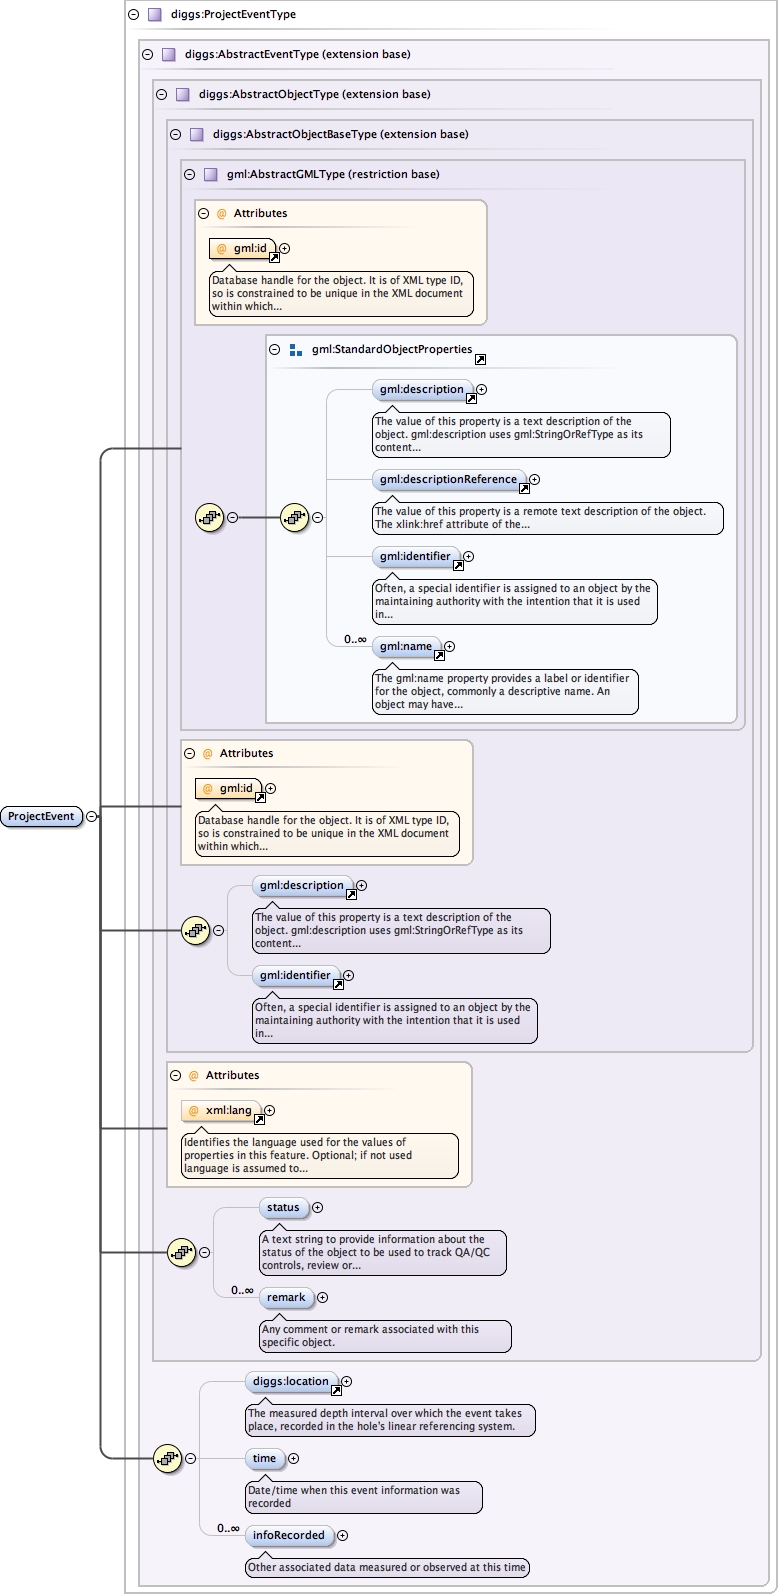 diggs:ProjectEventType
diggs:AbstractEventType (extension base)
diggs:AbstractObjectType (extension base)
diggs:AbstractObjectBaseType (extension base)
gml:AbstractGMLType (restriction base)
@ Attributes
@ gml:id
Database handle for the object. It is of XML type ID,
so is constrained to be unique in the XML document
within which...
gml:StandardObjectProperties
gml:description
The value of this property is a text description of the
object. gml:description uses gml:StringOrRefType as its
content...
gml:descriptionReference
The value of this property is a remote text description of the object.
The xlink:href attribute of the...
gml:identifier
Often, a special identifier is assigned to an object by the
maintaining authority with the intention that it is used
in...
0..∞
gml:name
The gml:name property provides a label or identifier
for the object, commonly a descriptive name. An
object may have...
@ Attributes
@ gml:id
Database handle for the object. It is of XML type ID,
so is constrained to be unique in the XML document
within which...
ProjectEvent
gml:description
The value of this property is a text description of the
object. gml:description uses gml:StringOrRefType as its
content...
gml:identifier
Often, a special identifier is assigned to an object by the
maintaining authority with the intention that it is used
in...
@ Attributes
@ xml:lang
Identifies the language used for the values of
properties in this feature. Optional; if not used
language is assumed to...
status
A text string to provide information about the
status of the object to be used to track QA/QC
controls, review or...
0..∞
remark
Any comment or remark associated with this
specific object.
diggs:location
The measured depth interval over which the event takes
place, recorded in the hole's linear referencing system.
time
Date/time when this event information was
recorded
0..∞
infoRecorded
Other associated data measured or observed at this time